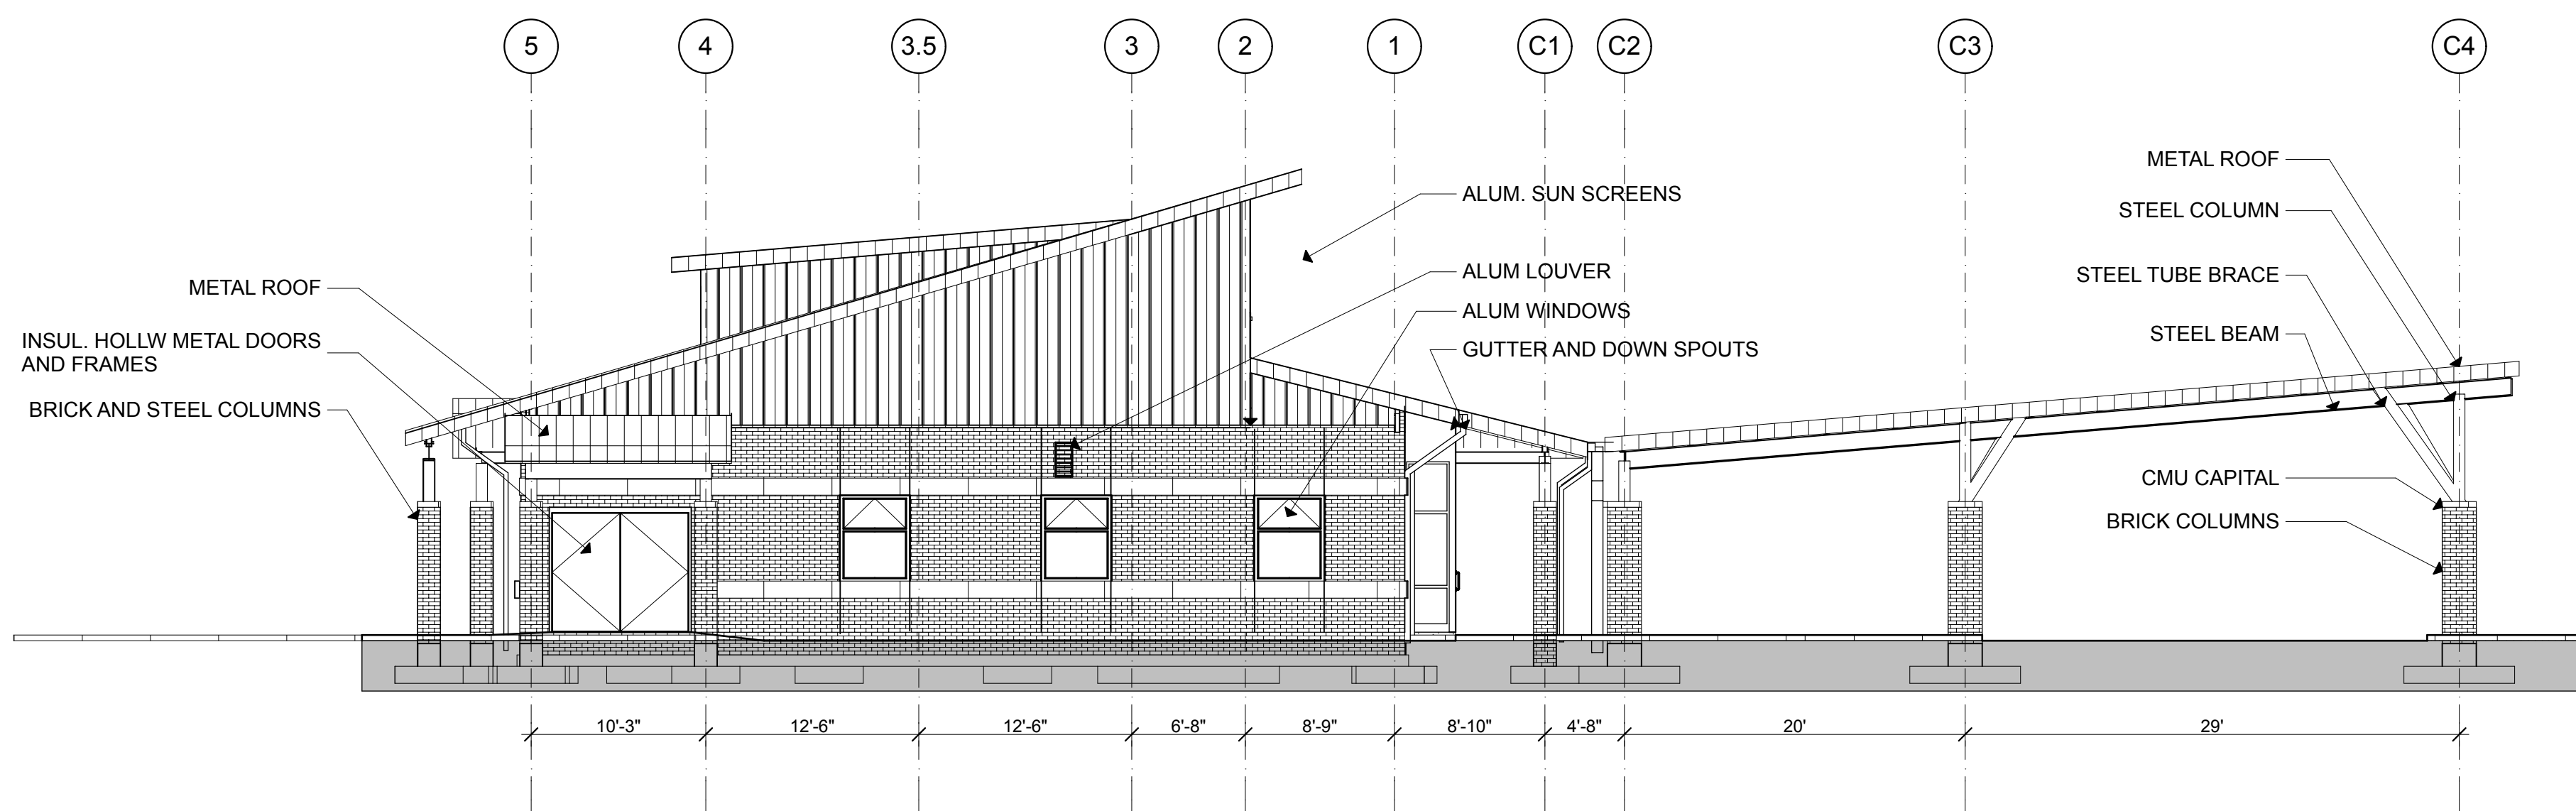 5
4
3.5
3
2
1
C1
C2
C3
C4
METAL ROOF
INSUL. HOLLW METAL DOORS
AND FRAMES
BRICK AND STEEL COLUMNS
ALUM. SUN SCREENS
ALUM LOUVER
ALUM WINDOWS
GUTTER AND DOWN SPOUTS
METAL ROOF
STEEL COLUMN
STEEL TUBE BRACE
STEEL BEAM
CMU CAPITAL
BRICK COLUMNS
10'-3"
12'-6"
12'-6"
6'-8"
8'-9"
8'-10"
4'-8"
20'
29'